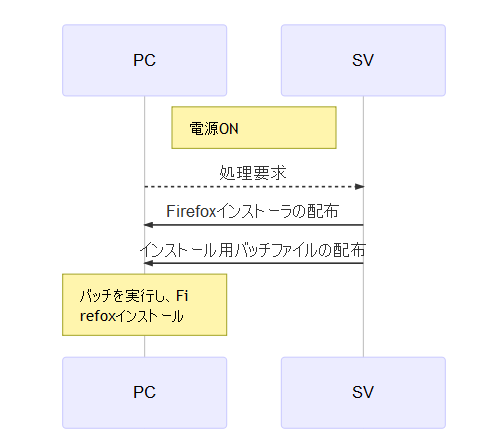 PC
SV
電源ON
処理要求
Firefoxインストーラの配布
インストール用バッチファイルの配布
バッチを実行し、Fi
refoxインストール
PC
SV